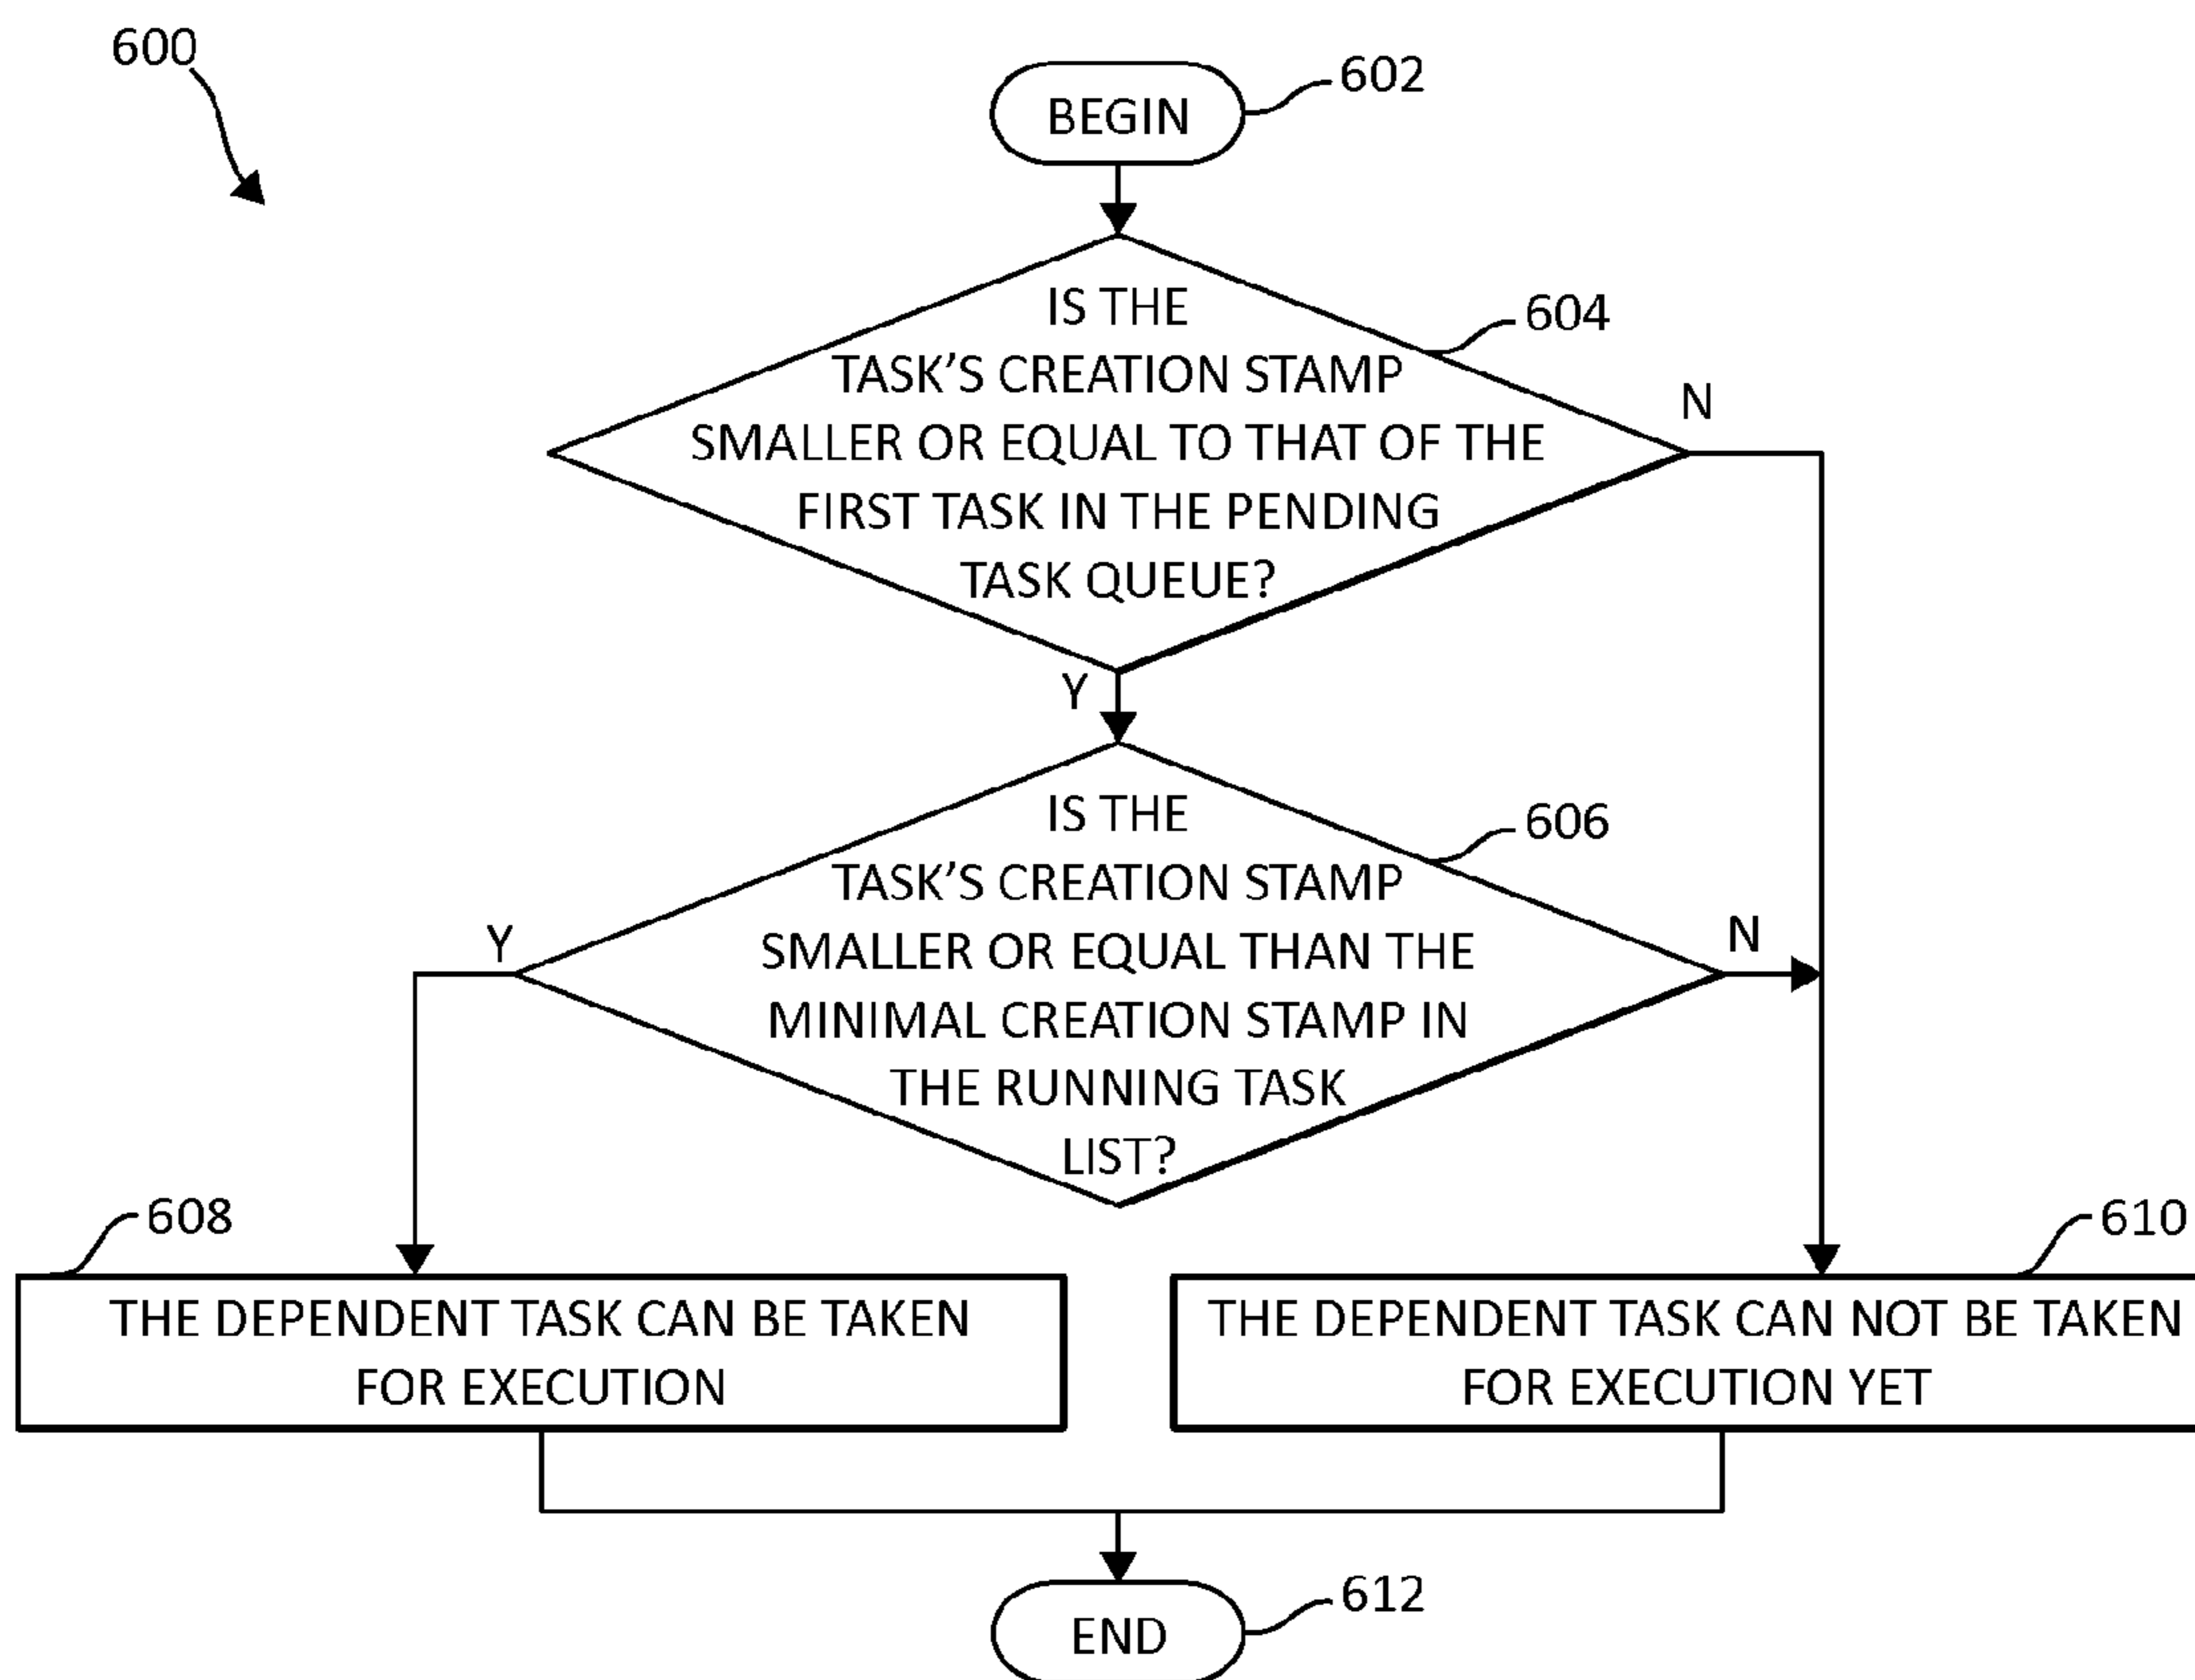 600
602
BEGIN
604
IS THE
TASK'S CREATION STAMP
SMALLER OR EQUAL TO THAT OF THE
FIRST TASK IN THE PENDING
TASK QUEUE?
N
Y
606
IS THE
TASK'S CREATION STAMP
SMALLER OR EQUAL THAN THE
MINIMAL CREATION STAMP IN
THE RUNNING TASK
LIST?
Y
N
608
THE DEPENDENT TASK CAN BE TAKEN
FOR EXECUTION
610
THE DEPENDENT TASK CAN NOT BE TAKEN
FOR EXECUTION YET
612
END